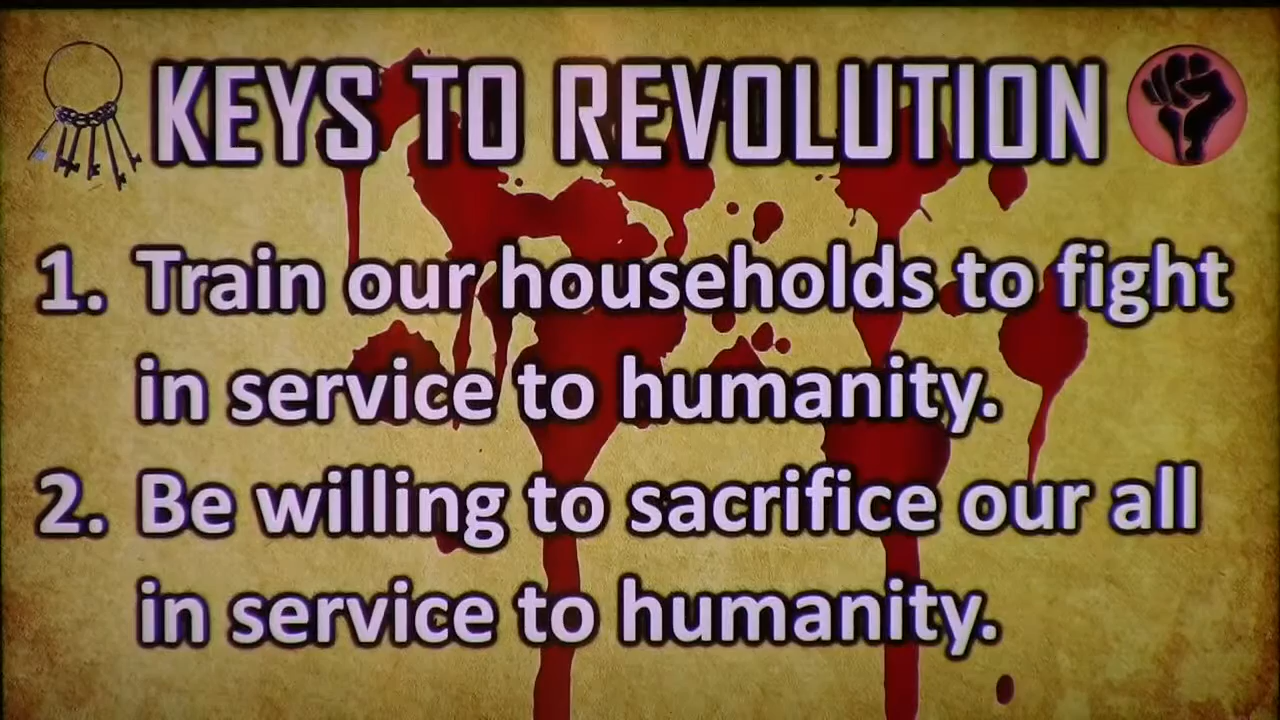 KEYS TO REVOLUTION
1. Train our households to fight
in service to humanity.
2. Be willing to sacrifice our all
in service to humanity.